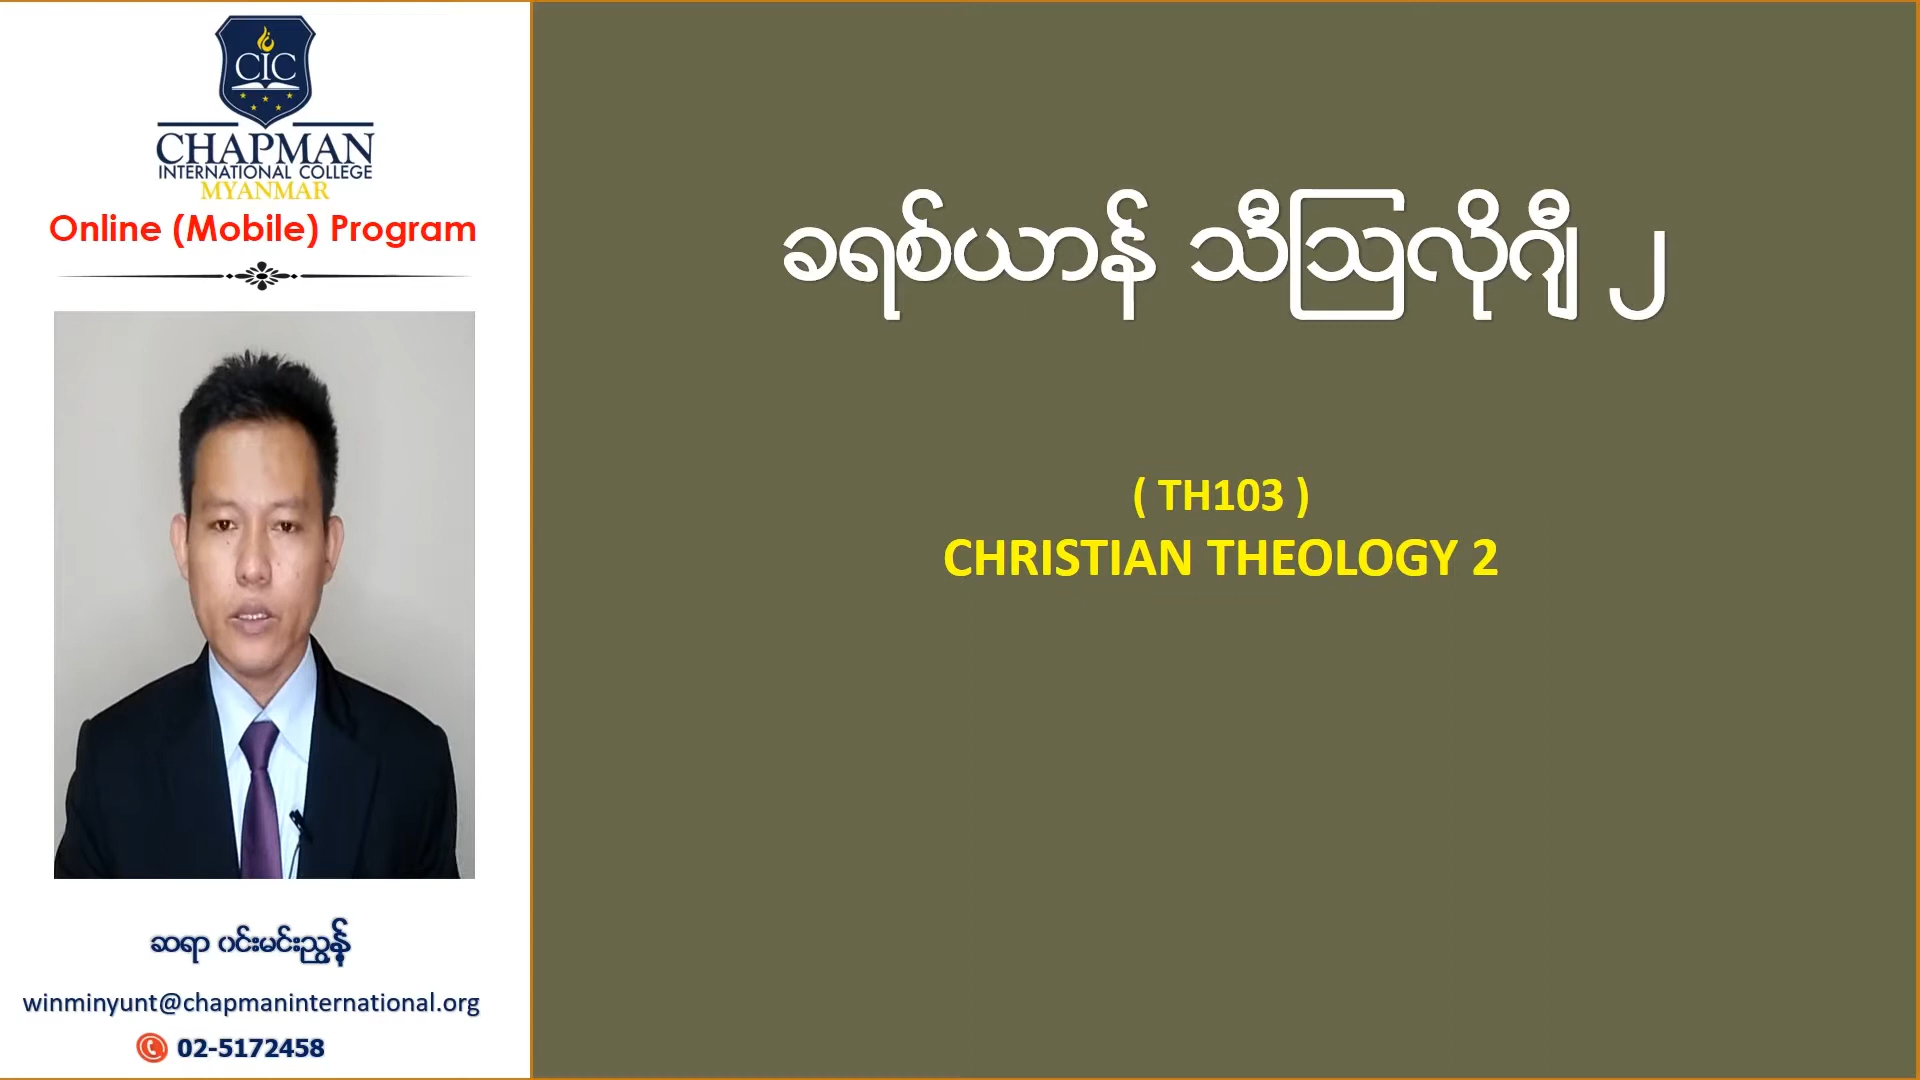 CIC
CHAPMAN
INTERNATIONAL COLLEGE
MYANMAR
Online (Mobile) Program
ဆရာ ဝင်းမင်းညွန့်
winminyunt@chapmaninternational.org
02-5172458
ခရစ်ယာန် သီဩလိုဂျီ ၂
( TH103 )
CHRISTIAN THEOLOGY 2